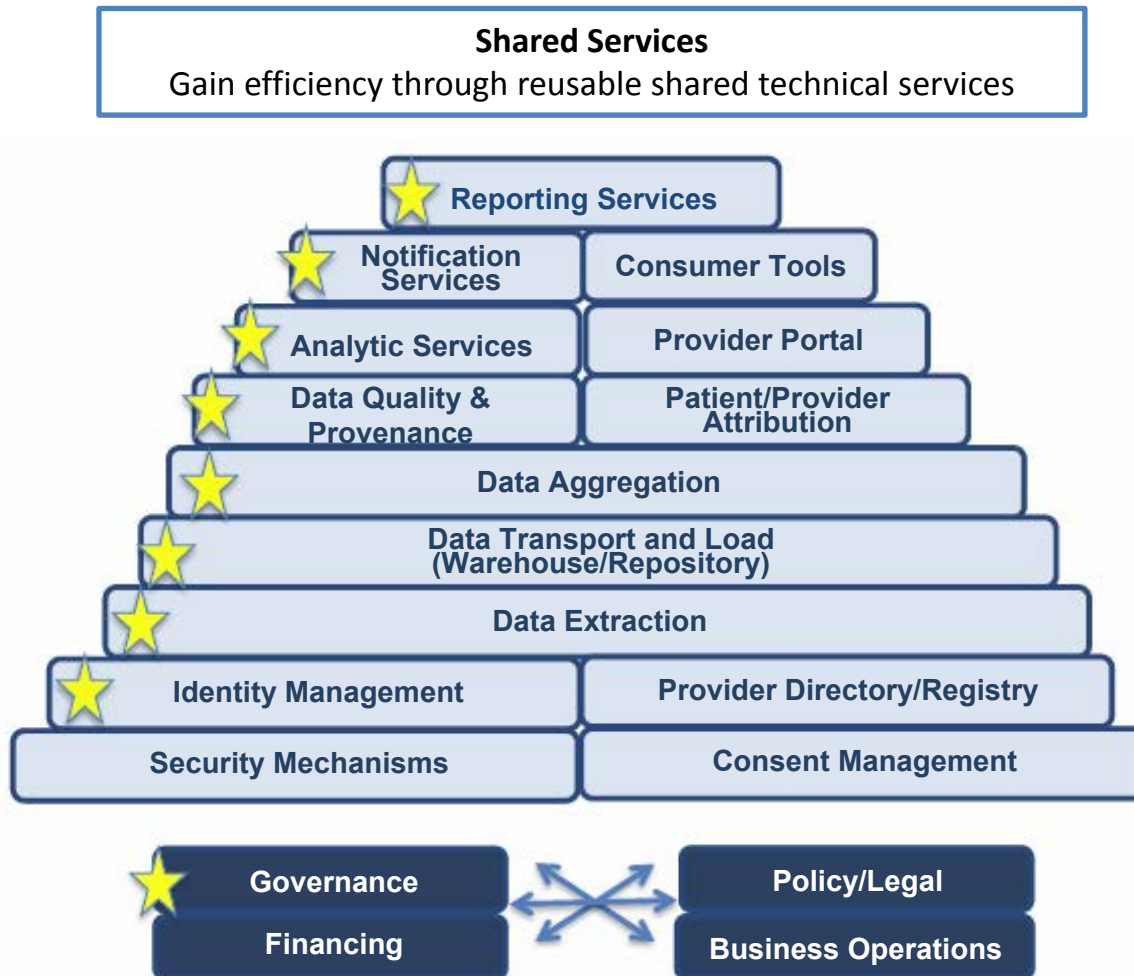 Shared Services
Gain efficiency through reusable shared technical services
Reporting Services
Notification
Services
Consumer Tools
Analytic Services
Provider Portal
Data Quality &
Provenance
Patient/Provider
Attribution
Data Aggregation
Data Transport and Load
(Warehouse/Repository)
Data Extraction
Identity Management
Provider Directory/Registry
Security Mechanisms
Consent Management
Governance
Policy/Legal
Financing
Business Operations